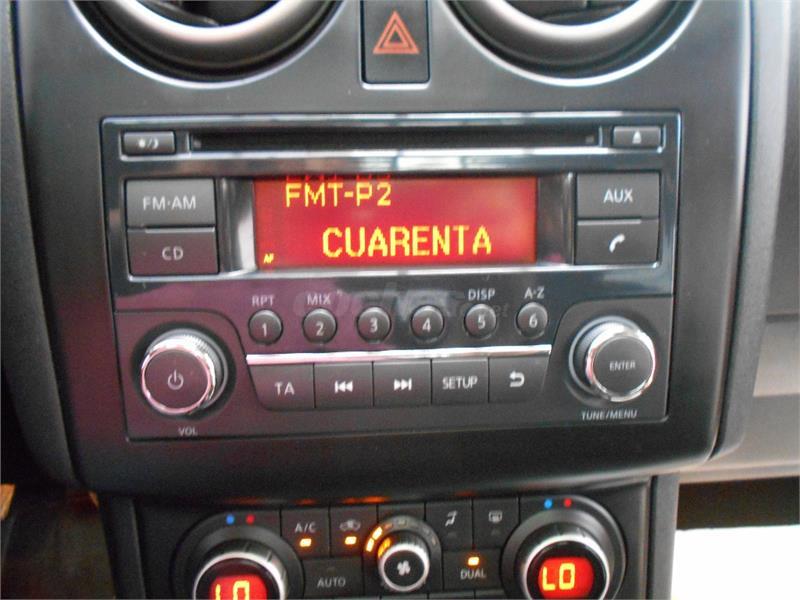 FMT-P2
CUARENTA
AF
FM·AM
CD
AUX
RPT
MIX
DISP
A-Z
1
2
3
4
5
6
TA
SETUP
VOL
ENTER
TUNE/MENU
A/C
AUTO
DUAL
LO
LO